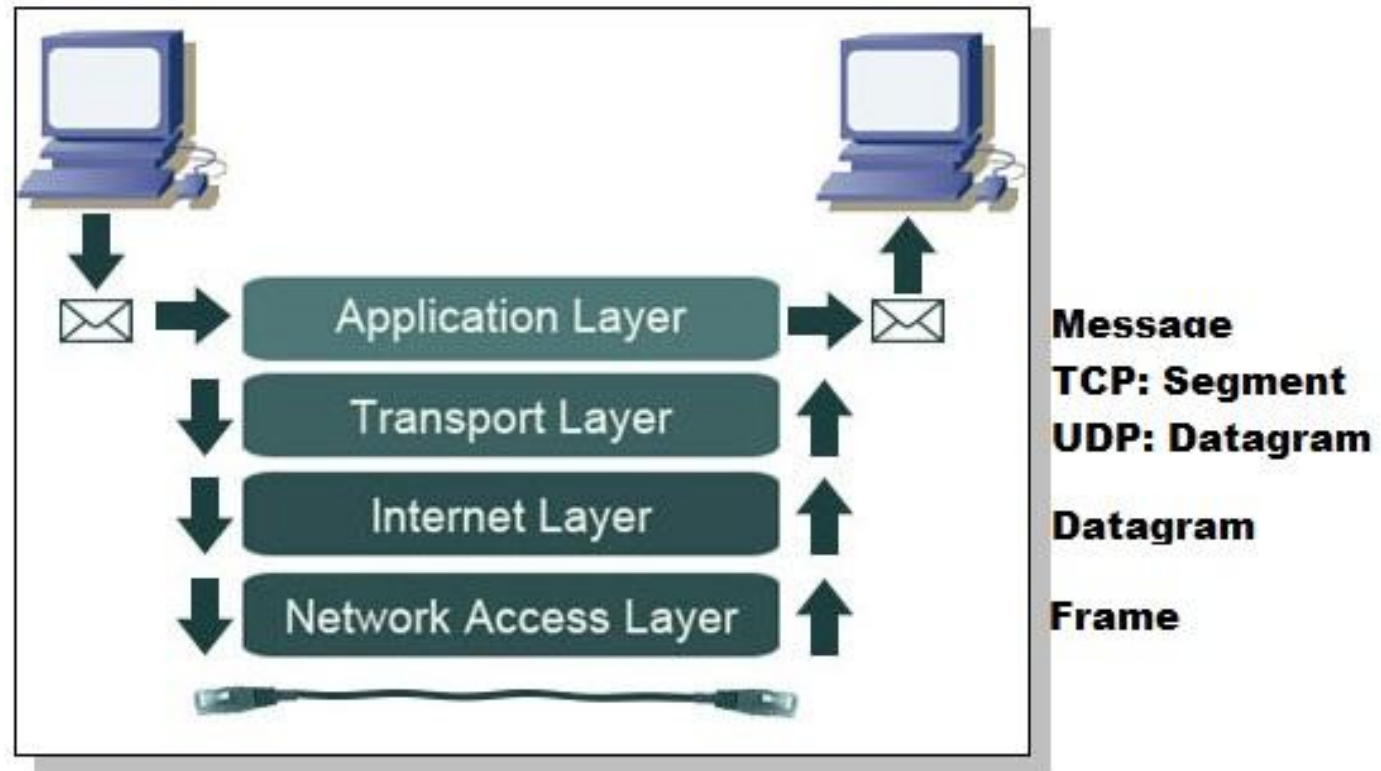 Application Layer
Message
Transport Layer
TCP: Segment
UDP: Datagram
Internet Layer
Datagram
Network Access Layer
Frame